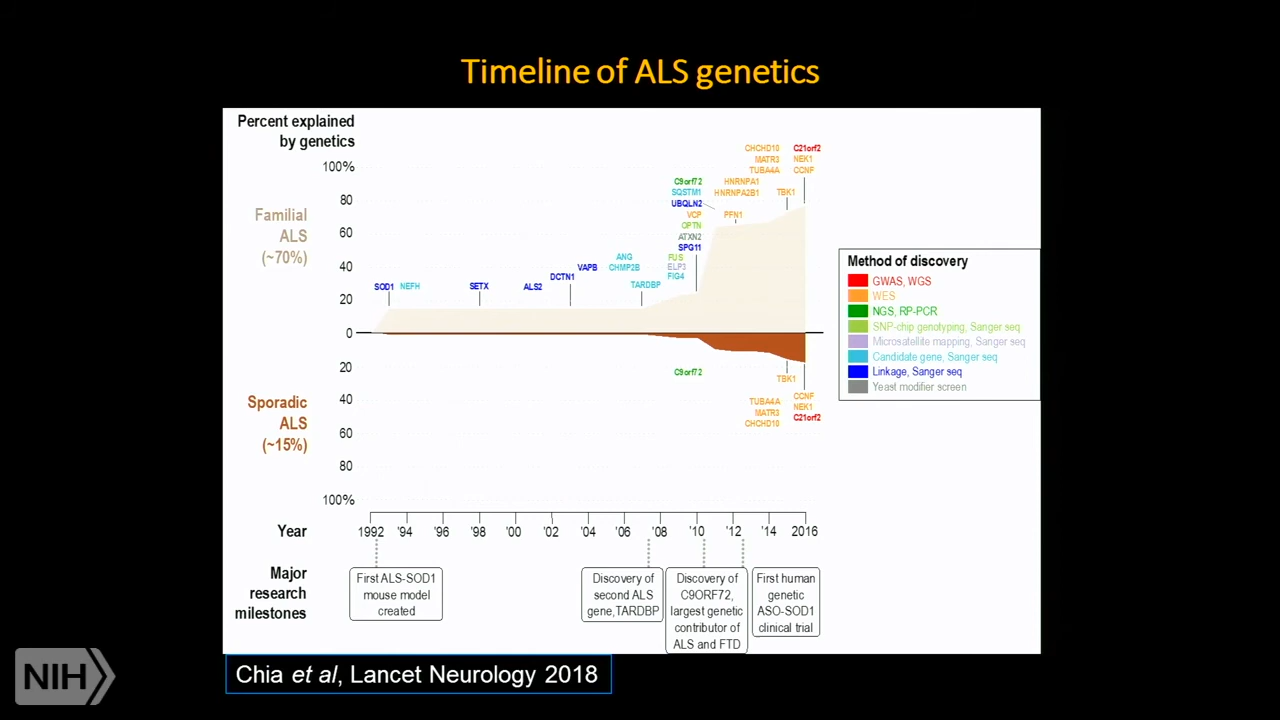 Timeline of ALS genetics
Percent explained
by genetics
100%
80
60
40
20
0
20
40
60
80
100%
Familial
ALS
(~70%)
Sporadic
ALS
(~15%)
SOD1
NEFH
SETX
ALS2
DCTN1
VAPB
ANG
CHMP2B
TARDBP
FUS
ELP3
FIG4
C9orf72
SQSTM1
UBQLN2
VCP
OPTN
ATXN2
SPG11
CHCHD10
MATR3
TUBA4A
HNRNPA1
HNRNPA2B1
PFN1
TBK1
C21orf2
NEK1
CCNF
C9orf72
TBK1
TUBA4A
MATR3
CHCHD10
CCNF
NEK1
C21orf2
Method of discovery
GWAS, WGS
WES
NGS, RP-PCR
SNP-chip genotyping, Sanger seq
Microsatellite mapping, Sanger seq
Candidate gene, Sanger seq
Linkage, Sanger seq
Yeast modifier screen
Year
1992 '94 '96 '98 '00 '02 '04 '06 '08 '10 '12 '14 2016
Major
research
milestones
First ALS-SOD1
mouse model
created
Discovery of
second ALS
gene,TARDBP
Discovery of
C9ORF72,
largest genetic
contributor of
ALS and FTD
First human
genetic
ASO-SOD1
clinical trial
NIH
Chia et al, Lancet Neurology 2018